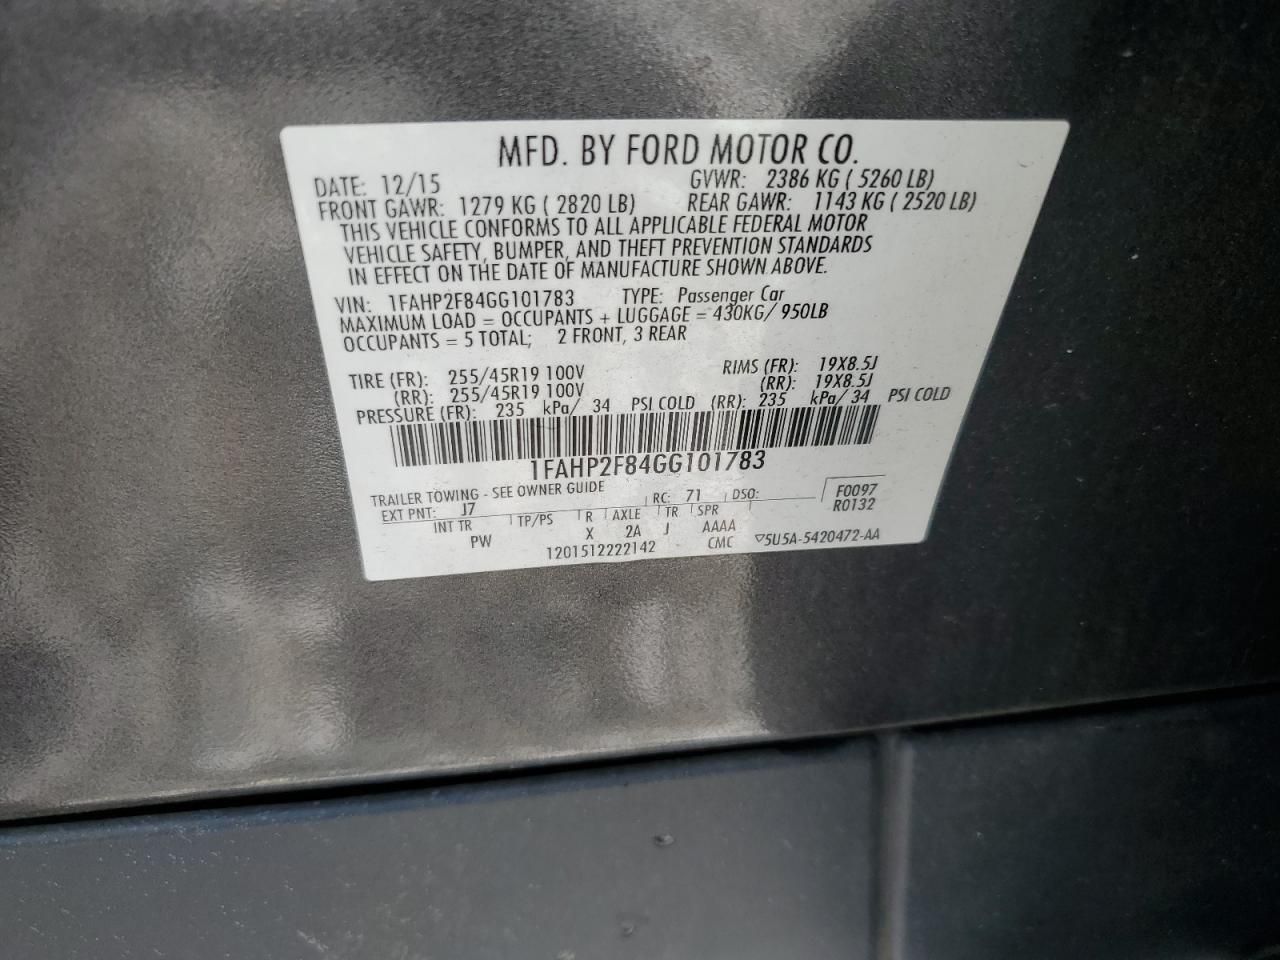 MFD. BY FORD MOTOR CO.
DATE: 12/15 GVWR: 2386 KG ( 5260 LB)
FRONT GAWR: 1279 KG ( 2820 LB) REAR GAWR: 1143 KG ( 2520 LB)
THIS VEHICLE CONFORMS TO ALL APPLICABLE FEDERAL MOTOR
VEHICLE SAFETY, BUMPER, AND THEFT PREVENTION STANDARDS
IN EFFECT ON THE DATE OF MANUFACTURE SHOWN ABOVE.
VIN: 1FAHP2F84GG101783 TYPE: Passenger Car
MAXIMUM LOAD = OCCUPANTS + LUGGAGE = 430KG/ 950LB
OCCUPANTS = 5 TOTAL; 2 FRONT, 3 REAR
TIRE (FR): 255/45R19 100V RIMS (FR): 19X8.5J
(RR): 255/45R19 100V (RR): 19X8.5J
PRESSURE (FR): 235 kPa/ 34 PSI COLD (RR): 235 kPa/ 34 PSI COLD
1FAHP2F84GG101783
TRAILER TOWING - SEE OWNER GUIDE
EXT PNT: J7 RC: 71 DSO: F0097
R0132
INT TR TP/PS R AXLE TR SPR
PW X 2A J AAAA
1201512222142 CMC ▽5U5A-5420472-AA